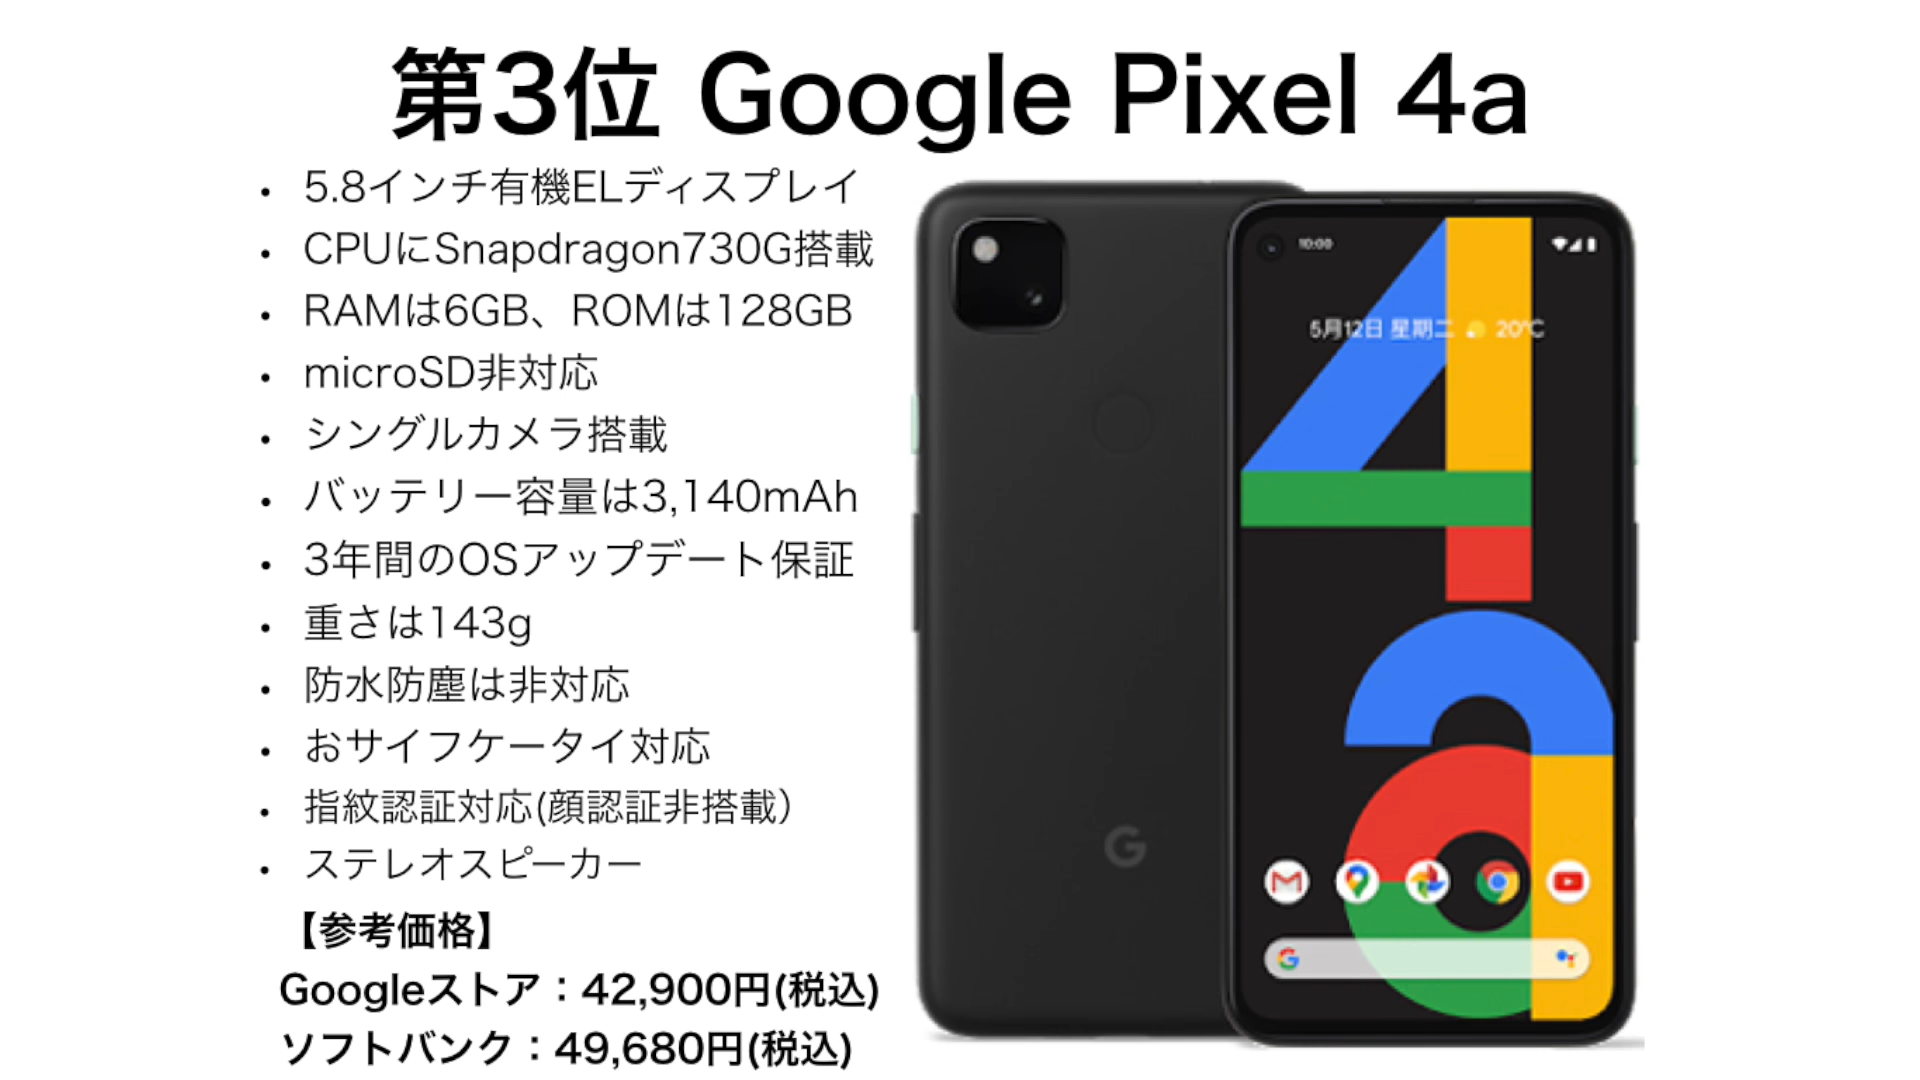 第3位 Google Pixel 4a
• 5.8インチ有機ELディスプレイ
• CPUにSnapdragon730G搭載
• RAMは6GB、ROMは128GB
• microSD非対応
• シングルカメラ搭載
• バッテリー容量は3,140mAh
• 3年間のOSアップデート保証
• 重さは143g
• 防水防塵は非対応
• おサイフケータイ対応
• 指紋認証対応(顔認証非搭載）
• ステレオスピーカー
【参考価格】
Googleストア：42,900円(税込)
ソフトバンク：49,680円(税込)
10:00
5月12日 星期二 20°C
4a
G
G